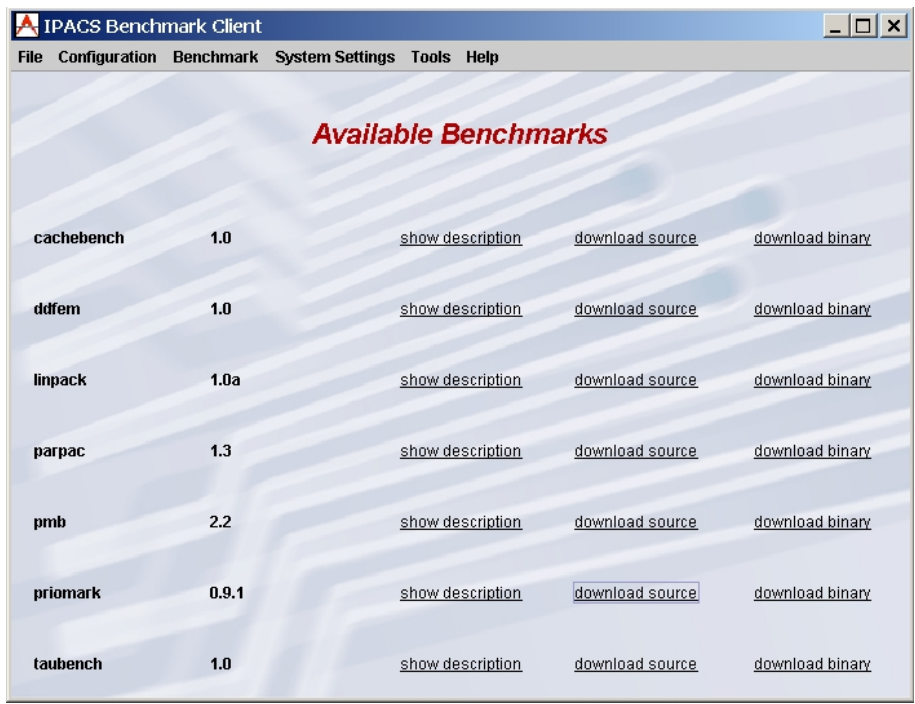 IPACS Benchmark Client
File Configuration Benchmark System Settings Tools Help
Available Benchmarks
cachebench 1.0 show description download source download binary
ddfem 1.0 show description download source download binary
linpack 1.0a show description download source download binary
parpac 1.3 show description download source download binary
pmb 2.2 show description download source download binary
priomark 0.9.1 show description download source download binary
taubench 1.0 show description download source download binary